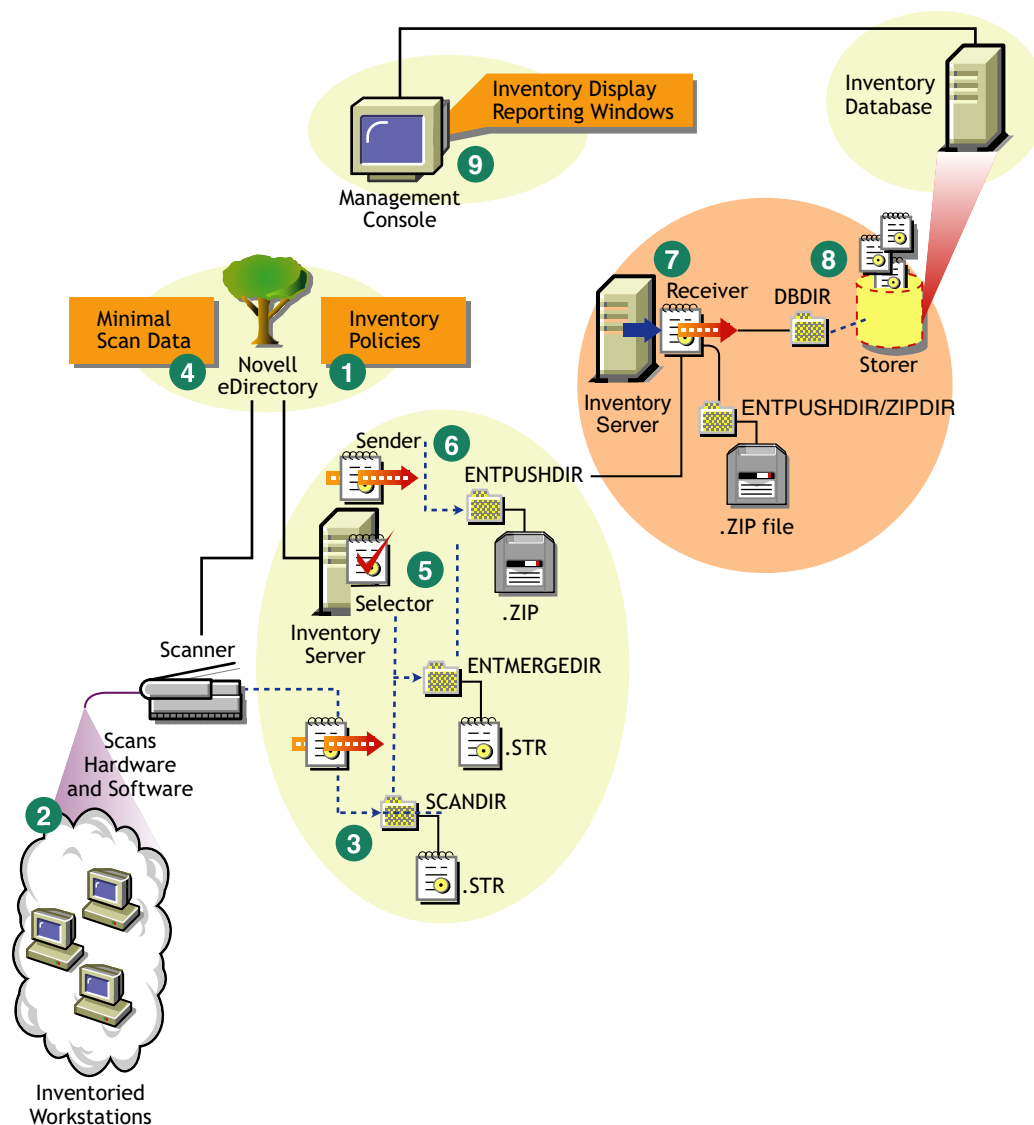 Inventory Display
Reporting Windows
Inventory
Database
9
Management
Console
7
Receiver
8
DBDIR
Storer
Inventory
Server
ENTPUSHDIR/ZIPDIR
.ZIP file
Minimal
Scan Data
4
Novell
eDirectory
Inventory
Policies
1
Sender
6
ENTPUSHDIR
.ZIP
5
Selector
Inventory
Server
ENTMERGEDIR
.STR
Scanner
SCANDIR
3
.STR
Scans
Hardware
and Software
2
Inventoried
Workstations